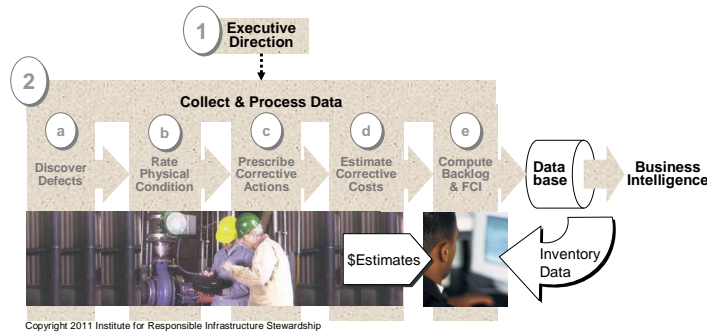 1
Executive
Direction
2
Collect & Process Data
a
b
c
d
e
Discover
Defects
Rate
Physical
Condition
Prescribe
Corrective
Actions
Estimate
Corrective
Costs
Compute
Backlog
& FCI
Data
base
Business
Intelligence
$Estimates
Inventory
Data
Copyright 2011 Institute for Responsible Infrastructure Stewardship